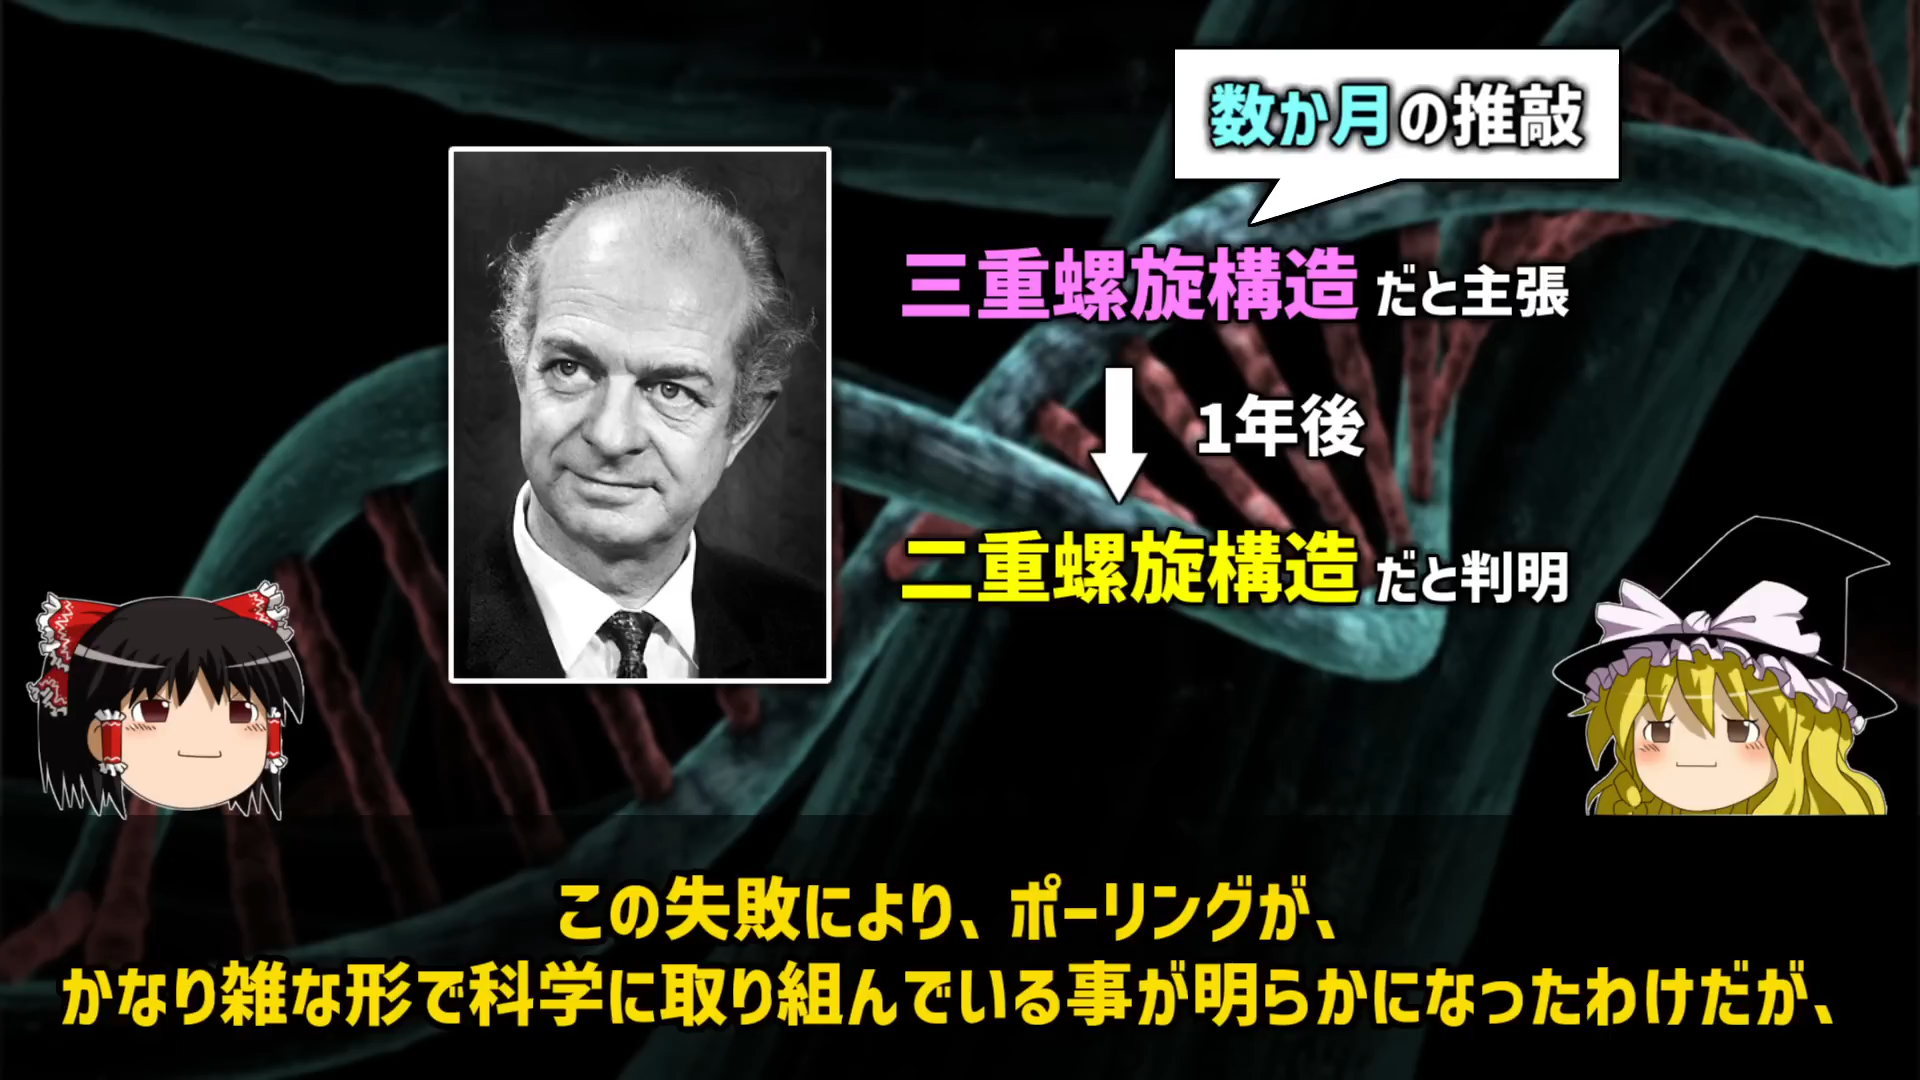 数か月の推敲
三重螺旋構造だと主張
1年後
二重螺旋構造だと判明
この失敗により、ポーリングが、
かなり雑な形で科学に取り組んでいる事が明らかになったわけだが、